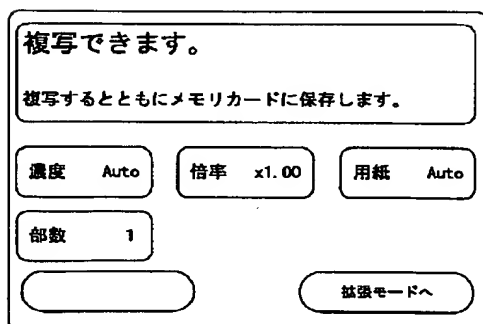 複写できます。
複写するとともにメモリカードに保存します。
濃度 Auto 倍率 x1.00 用紙 Auto
部数 1
拡張モードへ